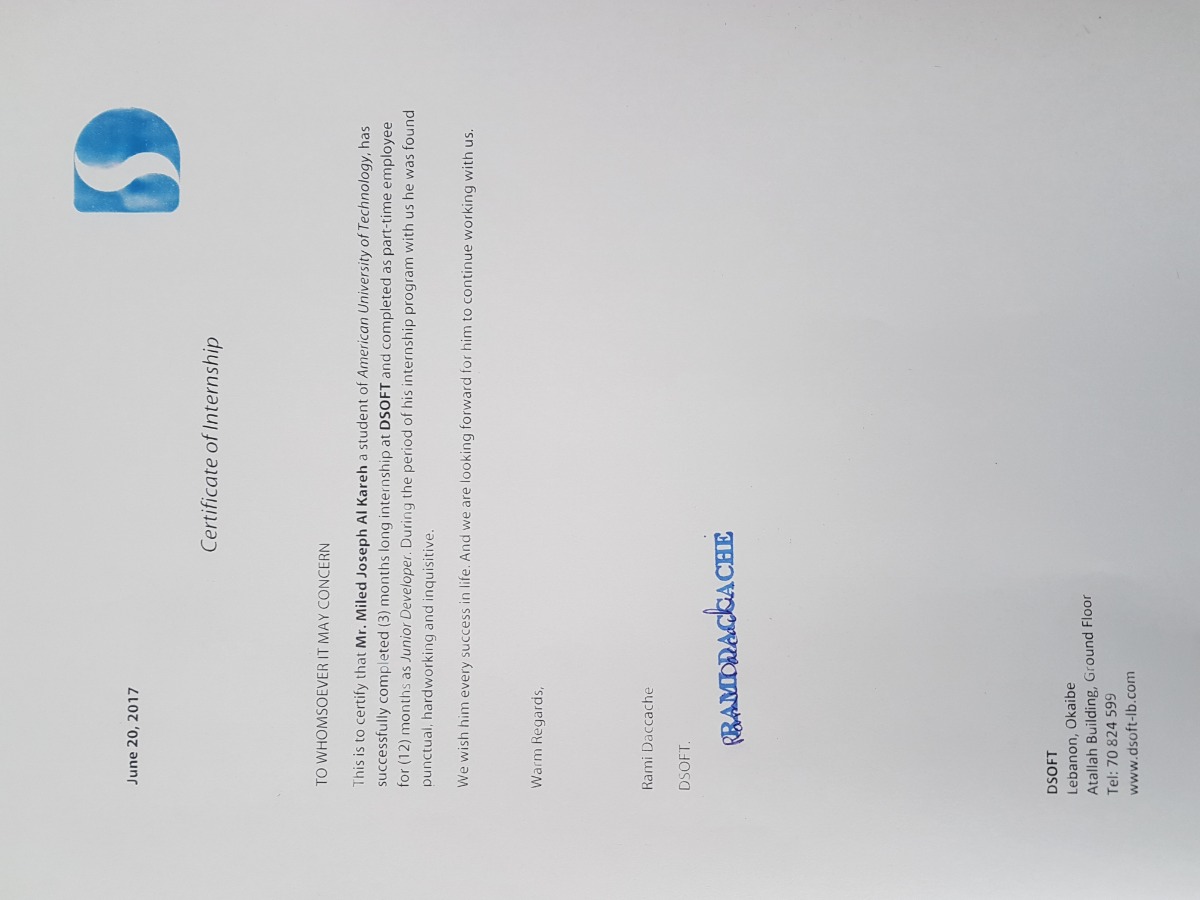 June 20, 2017
Certificate of Internship
TO WHOMSOEVER IT MAY CONCERN
This is to certify that Mr. Miled Joseph Al Kareh a student of American University of Technology, has
successfully completed (3) months long internship at DSOFT and completed as part-time employee
for (12) months as Junior Developer. During the period of his internship program with us he was found
punctual, hardworking and inquisitive.
We wish him every success in life. And we are looking forward for him to continue working with us.
Warm Regards,
Rami Daccache
DSOFT.
RAMI DACCACHE
Rami Daccache
DSOFT
Lebanon, Okaibe
Atallah Building, Ground Floor
Tel: 70 824 599
www.dsoft-lb.com